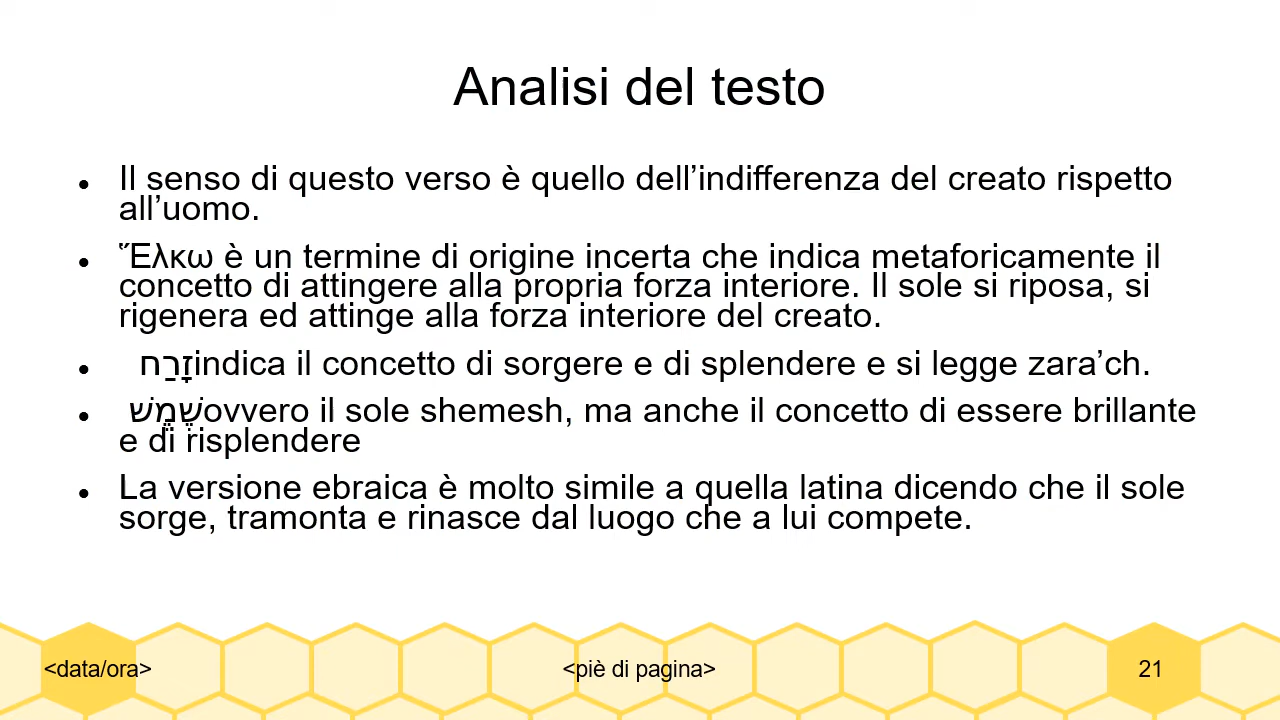 Analisi del testo
Il senso di questo verso è quello dell’indifferenza del creato rispetto
all’uomo.
Ἕλκω è un termine di origine incerta che indica metaforicamente il
concetto di attingere alla propria forza interiore. Il sole si riposa, si
rigenera ed attinge alla forza interiore del creato.
זָרַח indica il concetto di sorgere e di splendere e si legge zara’ch.
שֶׁמֶשׁ ovvero il sole shemesh, ma anche il concetto di essere brillante
e di risplendere
La versione ebraica è molto simile a quella latina dicendo che il sole
sorge, tramonta e rinasce dal luogo che a lui compete.
<data/ora>
<piè di pagina>
21